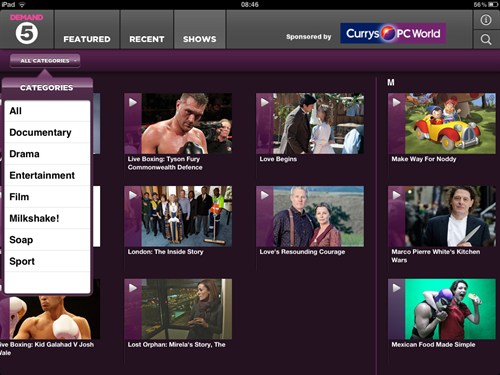 iPad
08:46
56%
DEMAND
5
FEATURED
RECENT
SHOWS
Sponsored by
Currys PC World
ALL CATEGORIES
CATEGORIES
All
Documentary
Drama
Entertainment
Film
Milkshake!
Soap
Sport
M
Live Boxing: Tyson Fury
Commonwealth Defence
Love Begins
Make Way For Noddy
London: The Inside Story
Love's Resounding Courage
Marco Pierre White's Kitchen
Wars
ive Boxing: Kid Galahad V Josh
Wale
Lost Orphan: Mirela's Story, The
Mexican Food Made Simple